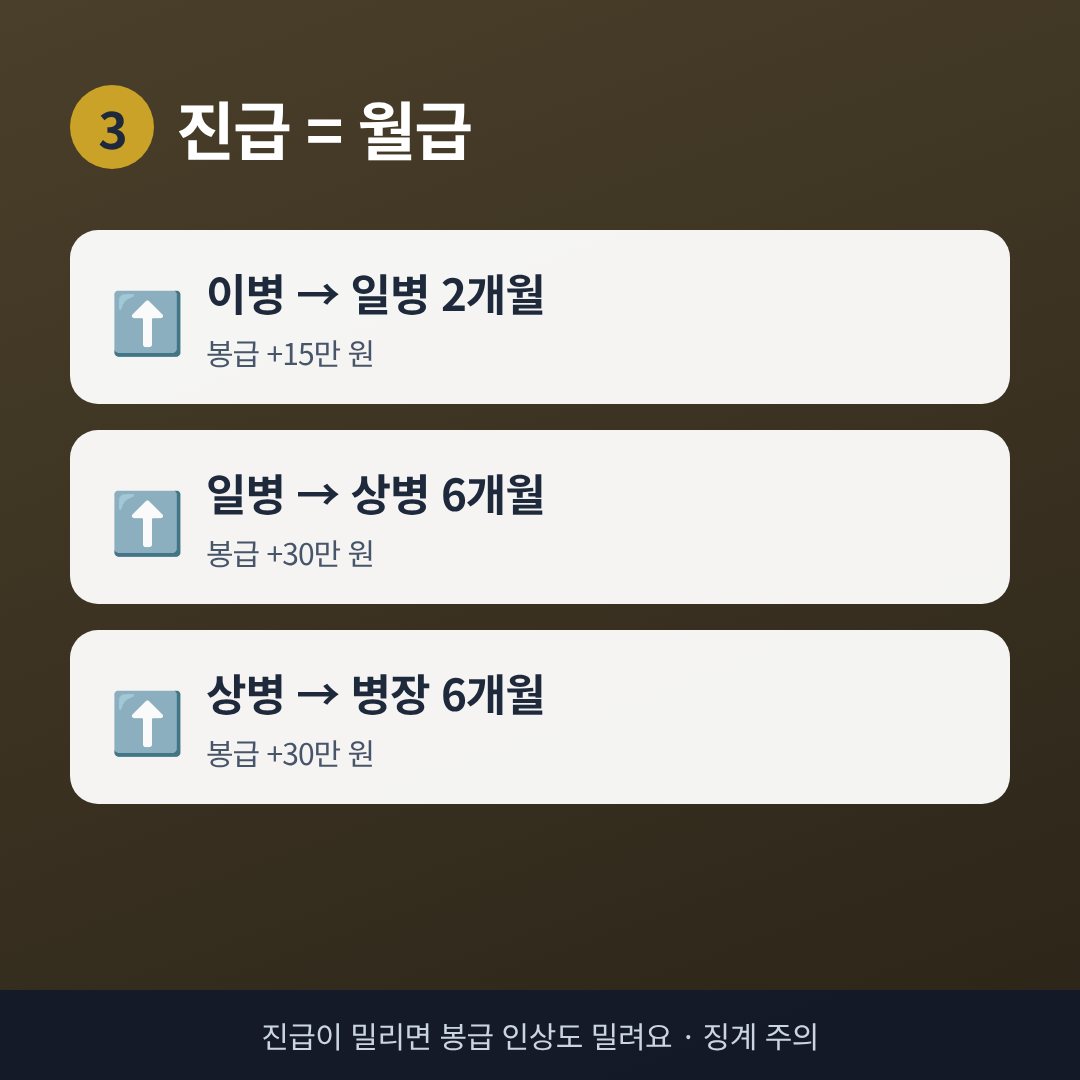 3 진급 = 월급
이병 → 일병 2개월
봉급 +15만 원
일병 → 상병 6개월
봉급 +30만 원
상병 → 병장 6개월
봉급 +30만 원
진급이 밀리면 봉급 인상도 밀려요 · 징계 주의